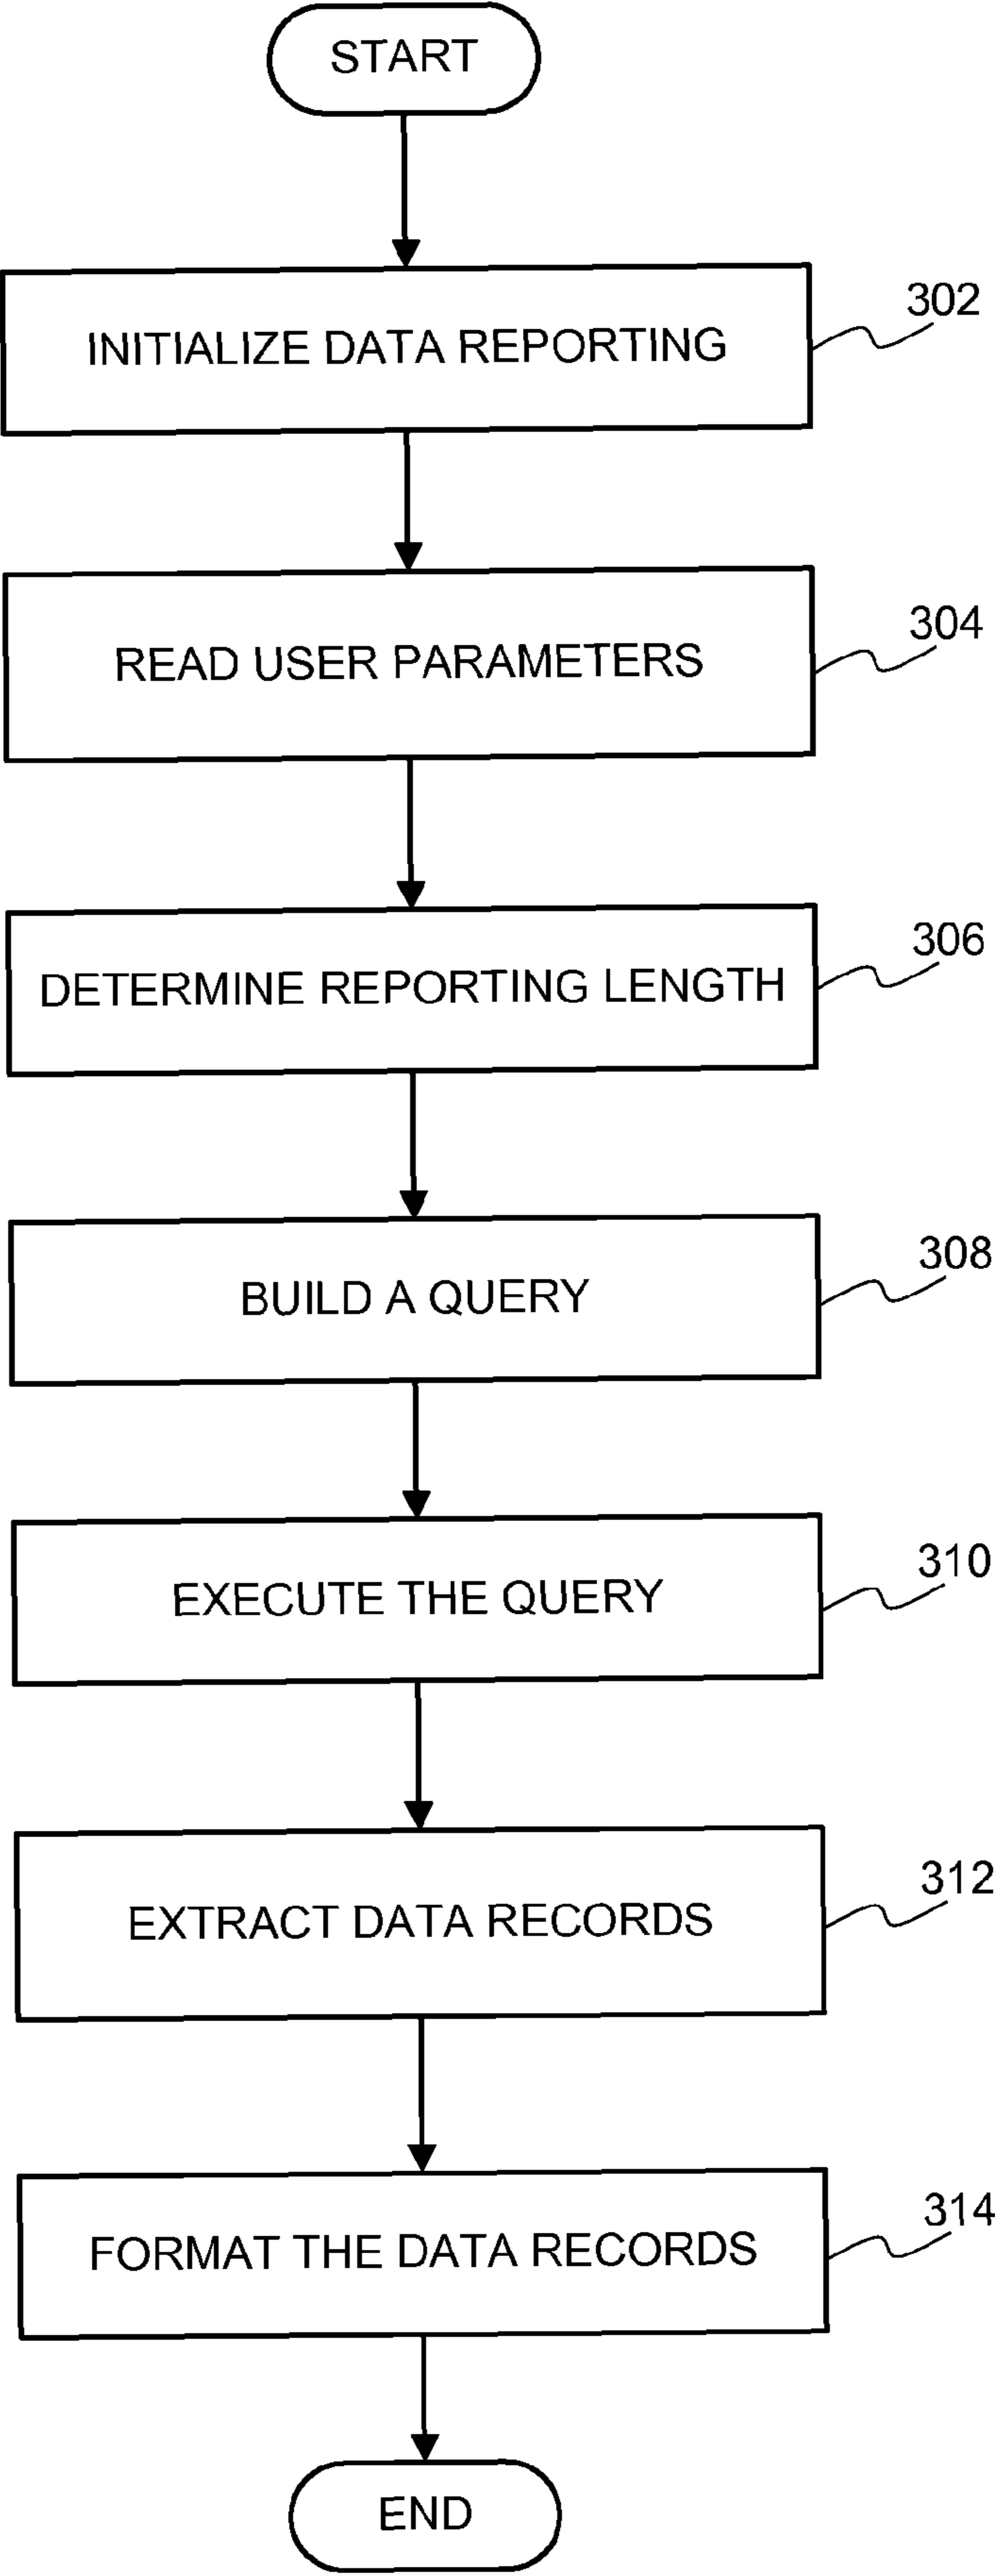 START
INITIALIZE DATA REPORTING
302
READ USER PARAMETERS
304
DETERMINE REPORTING LENGTH
306
BUILD A QUERY
308
EXECUTE THE QUERY
310
EXTRACT DATA RECORDS
312
FORMAT THE DATA RECORDS
314
END